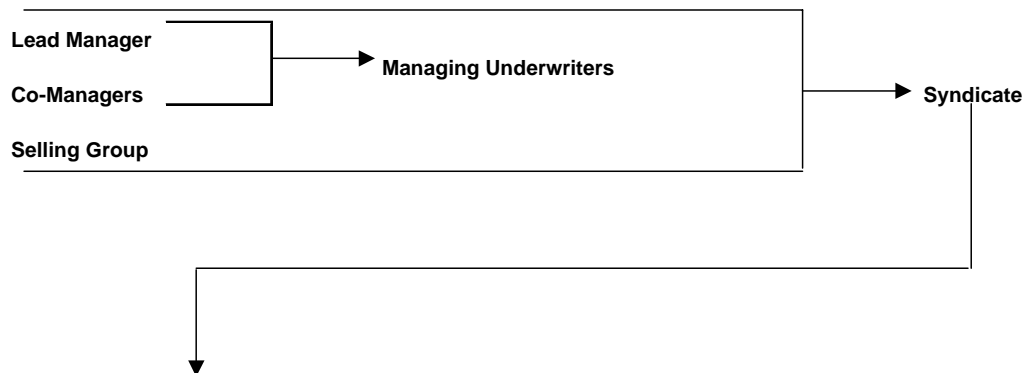 Lead Manager
Managing Underwriters
Co-Managers
Syndicate
Selling Group